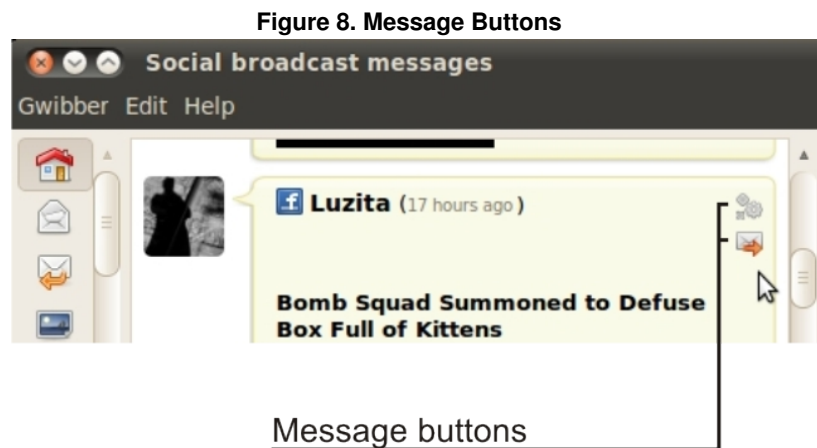 Figure 8. Message Buttons
Social broadcast messages
Gwibber Edit Help
f Luzita (17 hours ago)
Bomb Squad Summoned to Defuse
Box Full of Kittens
Message buttons